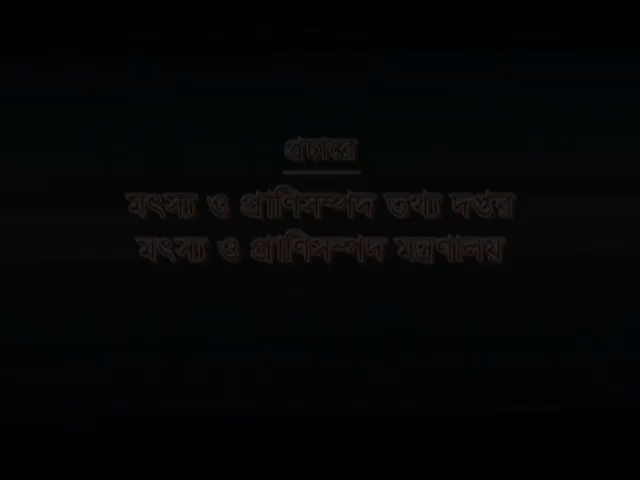 প্রচারে
মৎস্য ও প্রাণিসম্পদ তথ্য দপ্তর
মৎস্য ও প্রাণিসম্পদ মন্ত্রণালয়